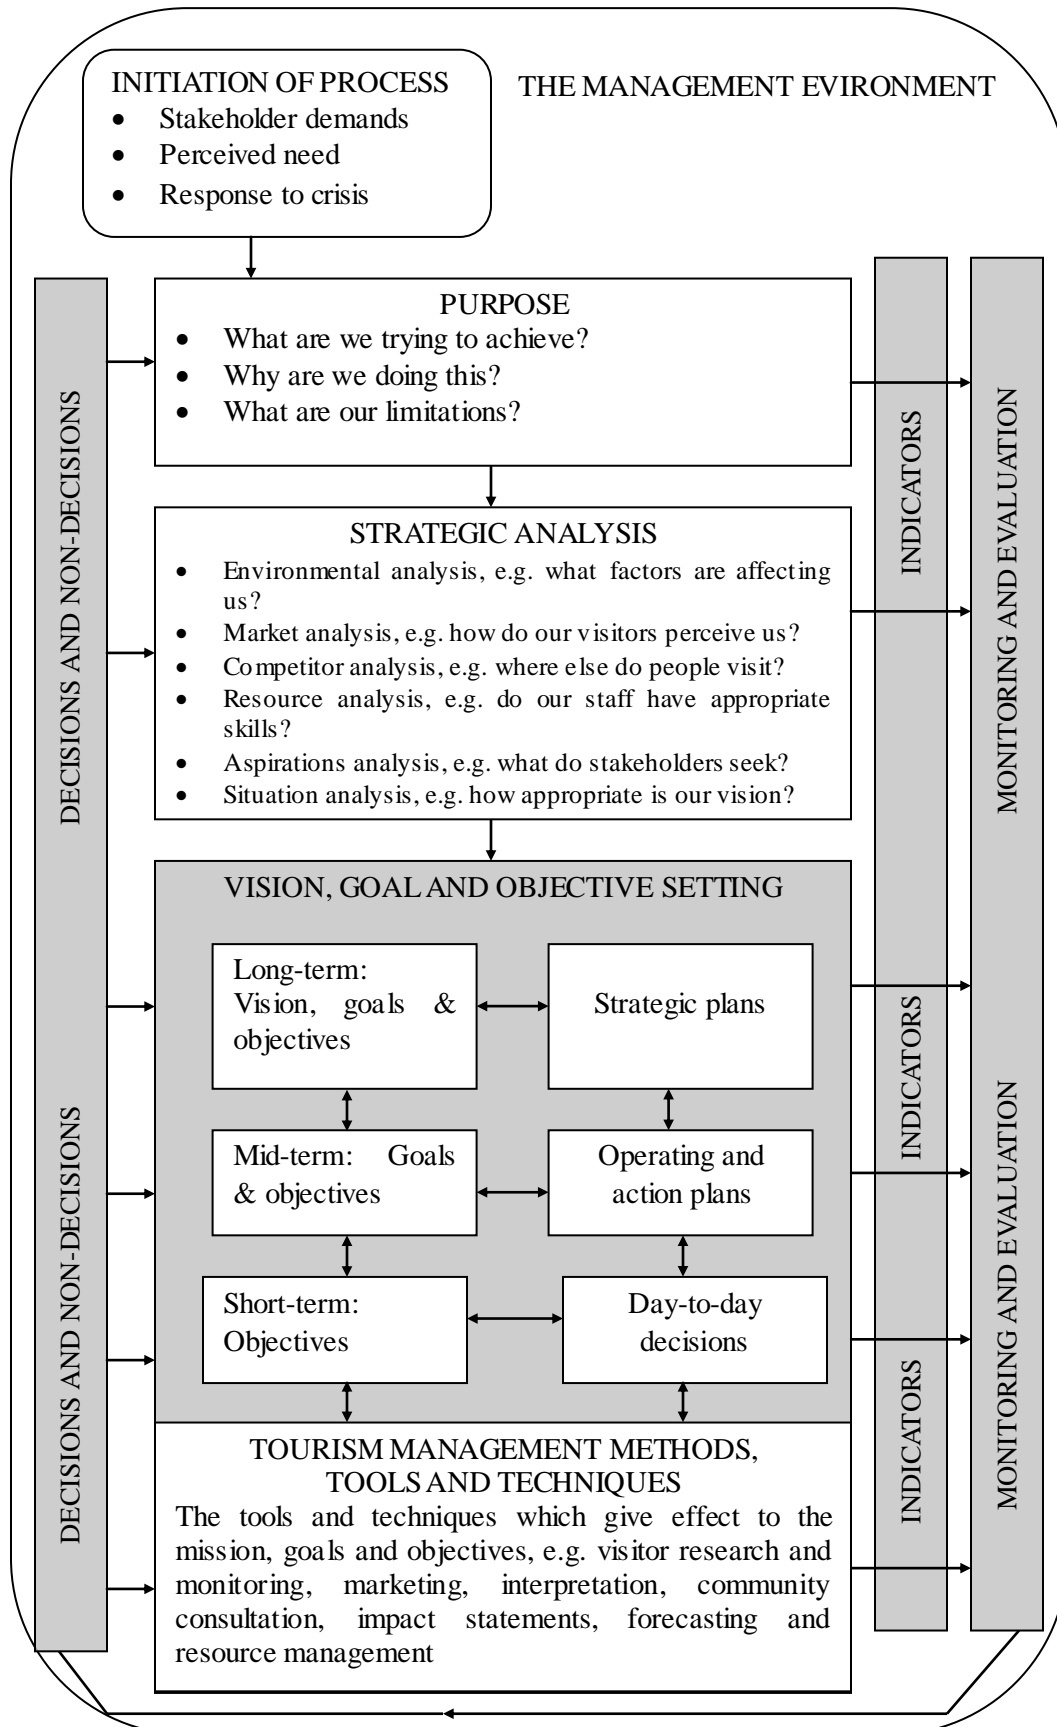 INITIATION OF PROCESS
• Stakeholder demands
• Perceived need
• Response to crisis
THE MANAGEMENT EVIRONMENT
PURPOSE
• What are we trying to achieve?
• Why are we doing this?
• What are our limitations?
STRATEGIC ANALYSIS
• Environmental analysis, e.g. what factors are affecting
us?
• Market analysis, e.g. how do our visitors perceive us?
• Competitor analysis, e.g. where else do people visit?
• Resource analysis, e.g. do our staff have appropriate
skills?
• Aspirations analysis, e.g. what do stakeholders seek?
• Situation analysis, e.g. how appropriate is our vision?
VISION, GOAL AND OBJECTIVE SETTING
Long-term:
Vision, goals &
objectives
Strategic plans
Mid-term: Goals
& objectives
Operating and
action plans
Short-term:
Objectives
Day-to-day
decisions
TOURISM MANAGEMENT METHODS,
TOOLS AND TECHNIQUES
The tools and techniques which give effect to the
mission, goals and objectives, e.g. visitor research and
monitoring, marketing, interpretation, community
consultation, impact statements, forecasting and
resource management
DECISIONS AND NON-DECISIONS
DECISIONS AND NON-DECISIONS
INDICATORS
INDICATORS
INDICATORS
MONITORING AND EVALUATION
MONITORING AND EVALUATION